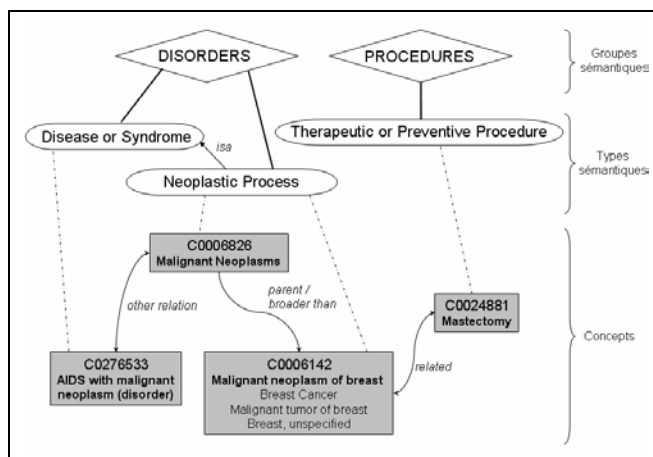 DISORDERS
PROCEDURES
Groupes
sémantiques
Disease or Syndrome
Therapeutic or Preventive Procedure
isa
Neoplastic Process
Types
sémantiques
C0006826
Malignant Neoplasms
parent /
broader than
other relation
C0024881
Mastectomy
Concepts
C0276533
AIDS with malignant
neoplasm (disorder)
C0006142
Malignant neoplasm of breast
Breast Cancer
Malignant tumor of breast
Breast, unspecified
related